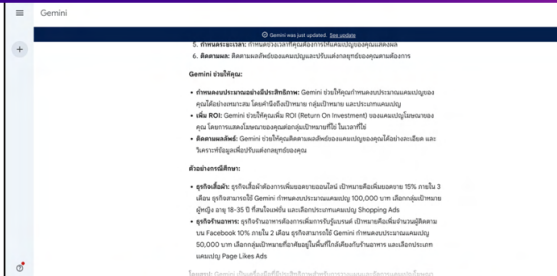 Gemini
Gemini was just updated. See update
5. กำหนดระยะเวลา: กำหนดช่วงเวลาที่คุณต้องการให้แคมเปญของคุณแสดงผล
6. ติดตามผล: ติดตามผลลัพธ์ของแคมเปญและปรับแต่งกลยุทธ์ของคุณตามต้องการ
Gemini ช่วยให้คุณ:
• กำหนดงบประมาณอย่างมีประสิทธิภาพ: Gemini ช่วยให้คุณกำหนดงบประมาณแคมเปญของ
คุณได้อย่างเหมาะสม โดยคำนึงถึงเป้าหมาย กลุ่มเป้าหมาย และประเภทแคมเปญ
• เพิ่ม ROI: Gemini ช่วยให้คุณเพิ่ม ROI (Return On Investment) ของแคมเปญโฆษณาของ
คุณ โดยการแสดงโฆษณาของคุณต่อกลุ่มเป้าหมายที่ใช่ ในเวลาที่ใช่
• ติดตามผลลัพธ์: Gemini ช่วยให้คุณติดตามผลลัพธ์ของแคมเปญของคุณได้อย่างละเอียด และ
วิเคราะห์ข้อมูลเพื่อปรับแต่งกลยุทธ์ของคุณ
ตัวอย่างกรณีศึกษา:
• ธุรกิจเสื้อผ้า: ธุรกิจเสื้อผ้าต้องการเพิ่มยอดขายออนไลน์ เป้าหมายคือเพิ่มยอดขาย 15% ภายใน 3
เดือน ธุรกิจสามารถใช้ Gemini กำหนดงบประมาณแคมเปญ 100,000 บาท เลือกกลุ่มเป้าหมาย
ผู้หญิง อายุ 18-35 ปี ที่สนใจแฟชั่น และเลือกประเภทแคมเปญ Shopping Ads
• ธุรกิจร้านอาหาร: ธุรกิจร้านอาหารต้องการเพิ่มการรับรู้แบรนด์ เป้าหมายคือเพิ่มจำนวนผู้ติดตาม
บน Facebook 10% ภายใน 2 เดือน ธุรกิจสามารถใช้ Gemini กำหนดงบประมาณแคมเปญ
50,000 บาท เลือกกลุ่มเป้าหมายที่อาศัยอยู่ในพื้นที่ใกล้เคียงกับร้านอาหาร และเลือกประเภท
แคมเปญ Page Likes Ads